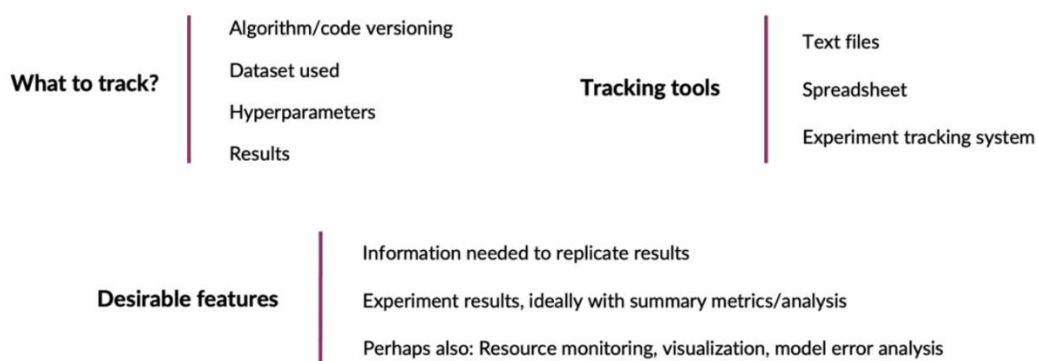 What to track?
Algorithm/code versioning
Dataset used
Hyperparameters
Results
Tracking tools
Text files
Spreadsheet
Experiment tracking system
Desirable features
Information needed to replicate results
Experiment results, ideally with summary metrics/analysis
Perhaps also: Resource monitoring, visualization, model error analysis